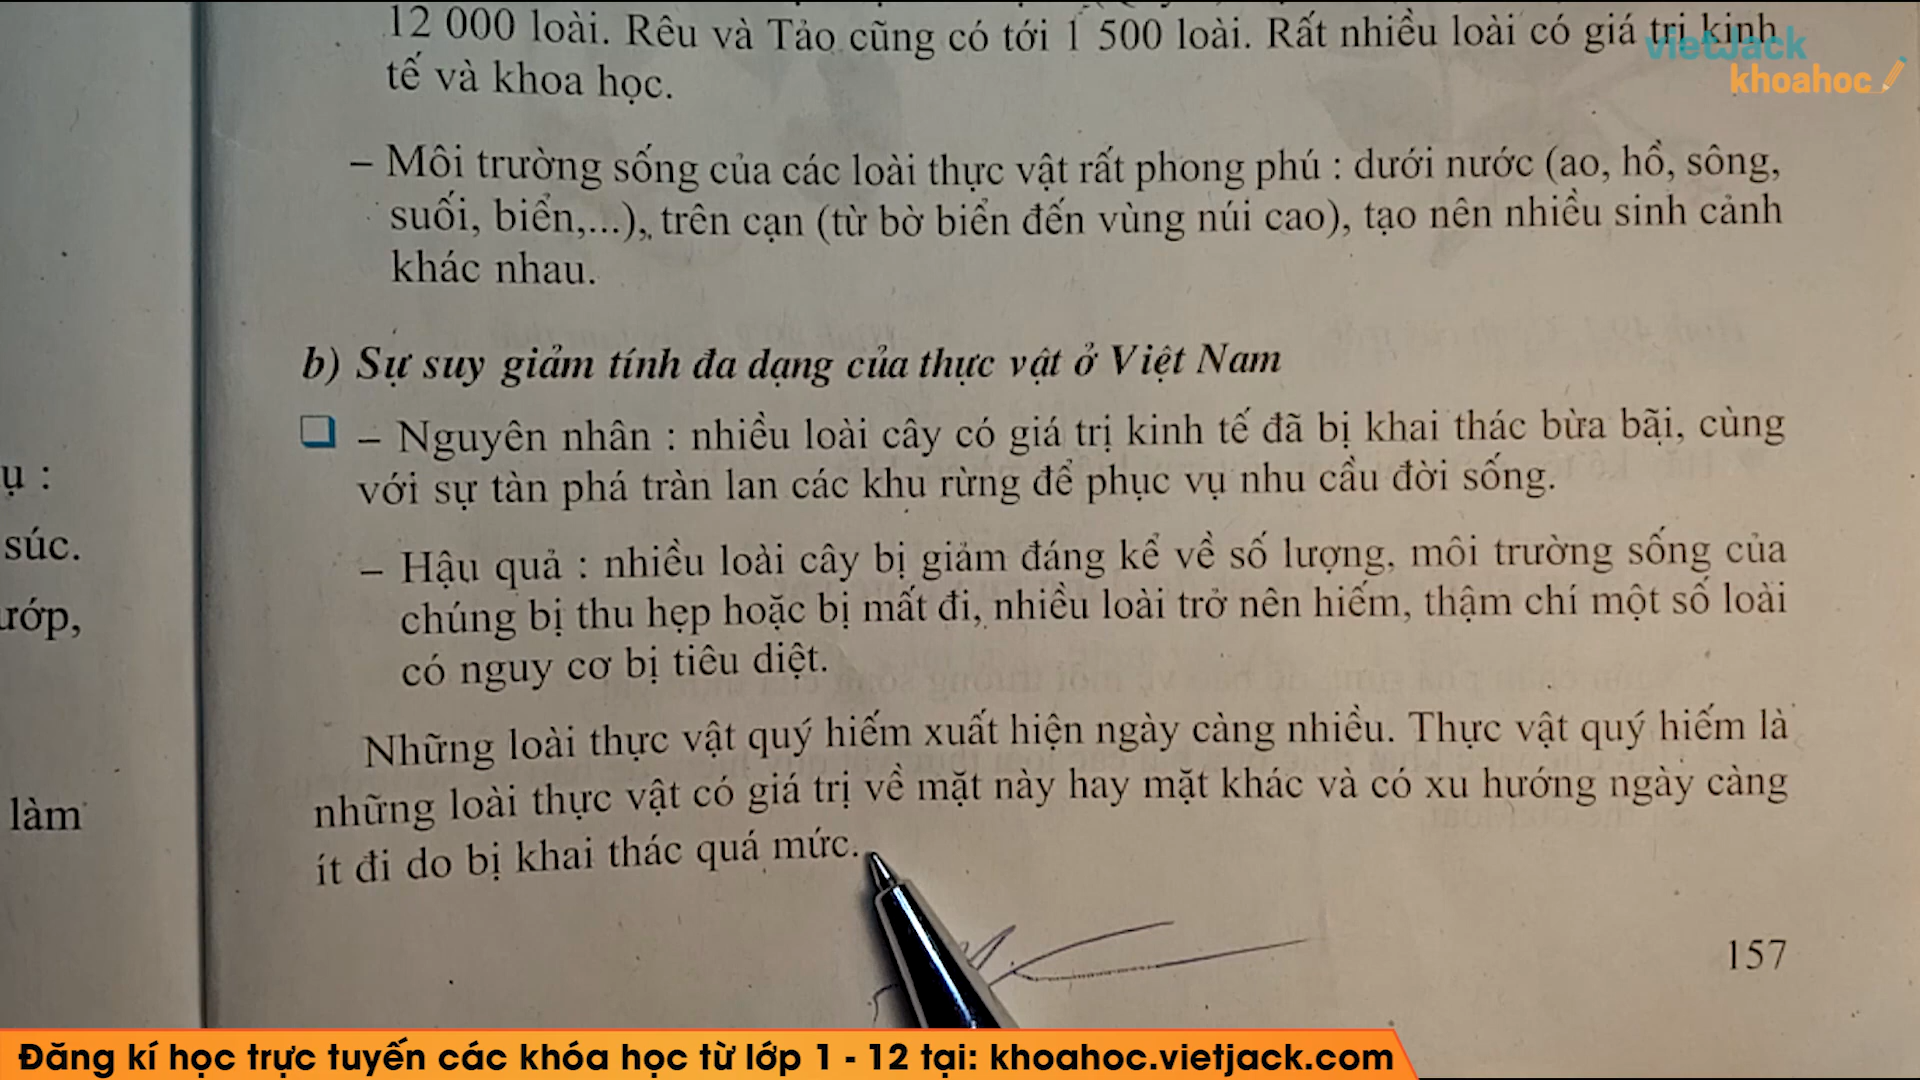 12 000 loài. Rêu và Tảo cũng có tới 1 500 loài. Rất nhiều loài có giá trị kinh
tế và khoa học.
– Môi trường sống của các loài thực vật rất phong phú : dưới nước (ao, hồ, sông,
suối, biển,...), trên cạn (từ bờ biển đến vùng núi cao), tạo nên nhiều sinh cảnh
khác nhau.
b) Sự suy giảm tính đa dạng của thực vật ở Việt Nam
– Nguyên nhân : nhiều loài cây có giá trị kinh tế đã bị khai thác bừa bãi, cùng
với sự tàn phá tràn lan các khu rừng để phục vụ nhu cầu đời sống.
– Hậu quả : nhiều loài cây bị giảm đáng kể về số lượng, môi trường sống của
chúng bị thu hẹp hoặc bị mất đi, nhiều loài trở nên hiếm, thậm chí một số loài
có nguy cơ bị tiêu diệt.
Những loài thực vật quý hiếm xuất hiện ngày càng nhiều. Thực vật quý hiếm là
những loài thực vật có giá trị về mặt này hay mặt khác và có xu hướng ngày càng
ít đi do bị khai thác quá mức.
157
ụ :
súc.
ướp,
làm
vietjack
khoahoc
Đăng kí học trực tuyến các khóa học từ lớp 1 - 12 tại: khoahoc.vietjack.com